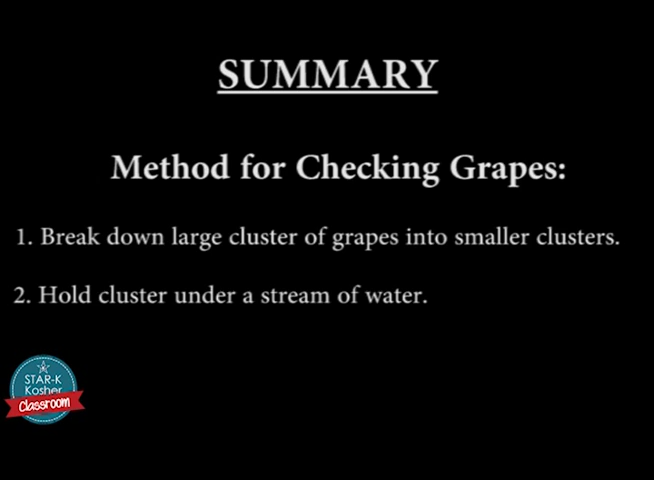 SUMMARY
Method for Checking Grapes:
1. Break down large cluster of grapes into smaller clusters.
2. Hold cluster under a stream of water.
STAR-K
Kosher
Classroom